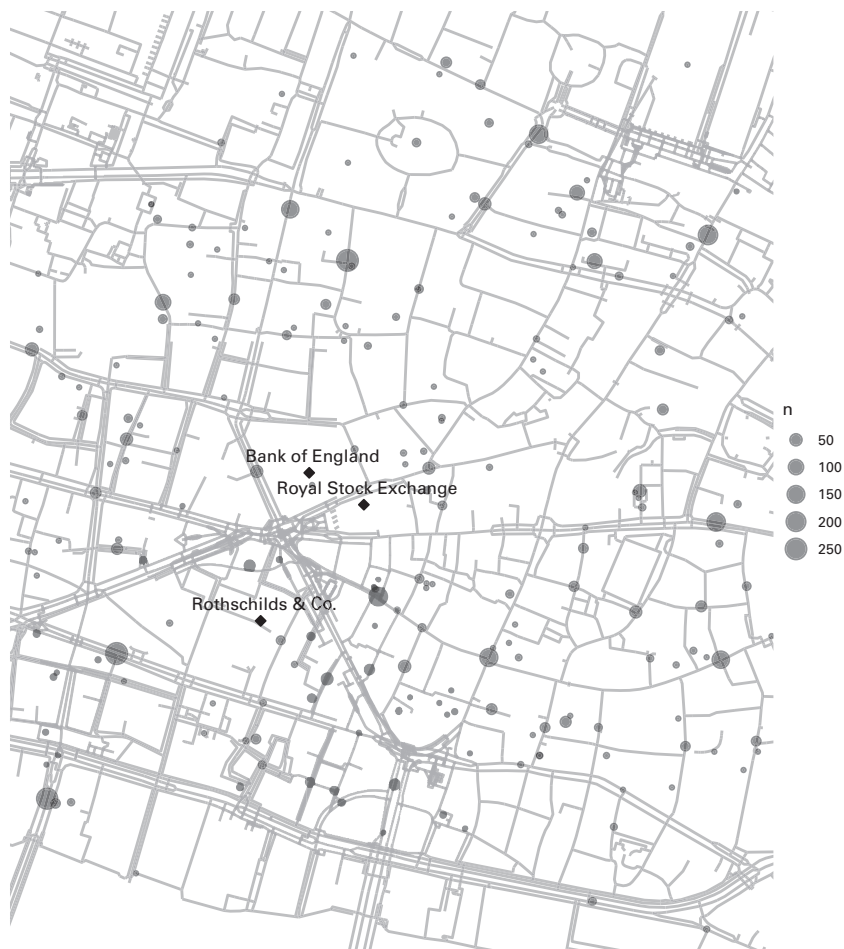 Bank of England
Royal Stock Exchange
Rothschilds & Co.
n
50
100
150
200
250